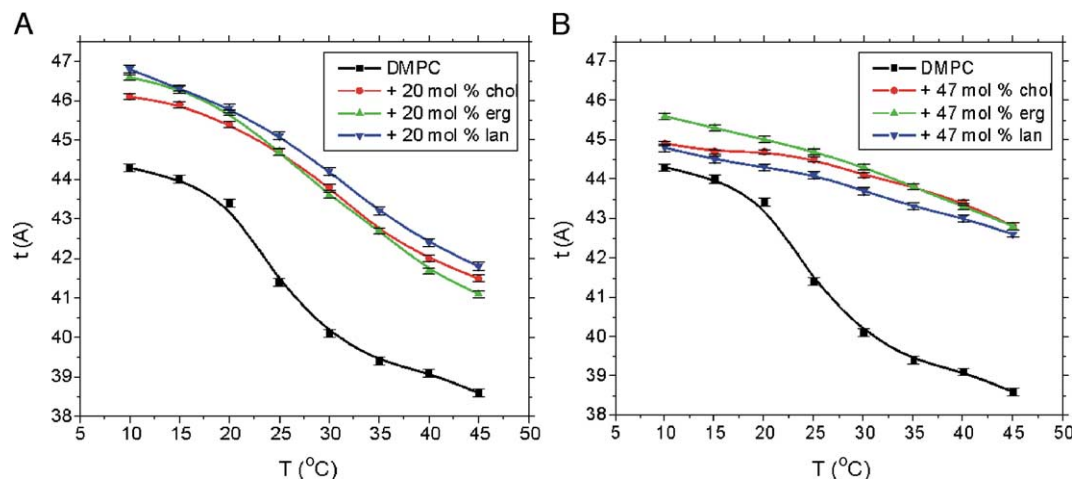 A
DMPC
+ 20 mol % chol
+ 20 mol % erg
+ 20 mol % lan
47
46
45
44
43
42
41
40
39
38
t (A)
5 10 15 20 25 30 35 40 45 50
T (°C)
B
DMPC
+ 47 mol % chol
+ 47 mol % erg
+ 47 mol % lan
47
46
45
44
43
42
41
40
39
38
t (A)
5 10 15 20 25 30 35 40 45 50
T (°C)